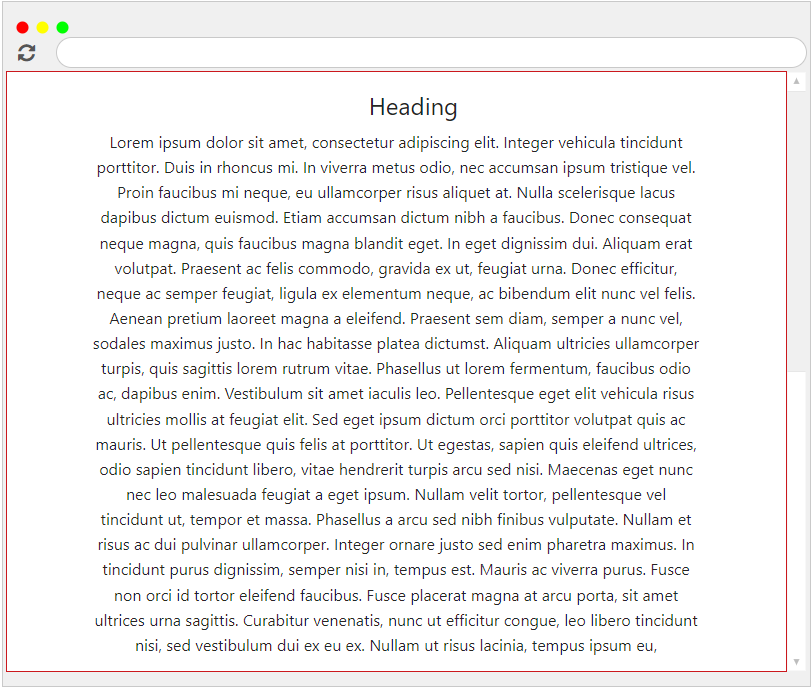 Heading
Lorem ipsum dolor sit amet, consectetur adipiscing elit. Integer vehicula tincidunt
porttitor. Duis in rhoncus mi. In viverra metus odio, nec accumsan ipsum tristique vel.
Proin faucibus mi neque, eu ullamcorper risus aliquet at. Nulla scelerisque lacus
dapibus dictum euismod. Etiam accumsan dictum nibh a faucibus. Donec consequat
neque magna, quis faucibus magna blandit eget. In eget dignissim dui. Aliquam erat
volutpat. Praesent ac felis commodo, gravida ex ut, feugiat urna. Donec efficitur,
neque ac semper feugiat, ligula ex elementum neque, ac bibendum elit nunc vel felis.
Aenean pretium laoreet magna a eleifend. Praesent sem diam, semper a nunc vel,
sodales maximus justo. In hac habitasse platea dictumst. Aliquam ultricies ullamcorper
turpis, quis sagittis lorem rutrum vitae. Phasellus ut lorem fermentum, faucibus odio
ac, dapibus enim. Vestibulum sit amet iaculis leo. Pellentesque eget elit vehicula risus
ultricies mollis at feugiat elit. Sed eget ipsum dictum orci porttitor volutpat quis ac
mauris. Ut pellentesque quis felis at porttitor. Ut egestas, sapien quis eleifend ultrices,
odio sapien tincidunt libero, vitae hendrerit turpis arcu sed nisi. Maecenas eget nunc
nec leo malesuada feugiat a eget ipsum. Nullam velit tortor, pellentesque vel
tincidunt ut, tempor et massa. Phasellus a arcu sed nibh finibus vulputate. Nullam et
risus ac dui pulvinar ullamcorper. Integer ornare justo sed enim pharetra maximus. In
tincidunt purus dignissim, semper nisi in, tempus est. Mauris ac viverra purus. Fusce
non orci id tortor eleifend faucibus. Fusce placerat magna at arcu porta, sit amet
ultrices urna sagittis. Curabitur venenatis, nunc ut efficitur congue, leo libero tincidunt
nisi, sed vestibulum dui ex eu ex. Nullam ut risus lacinia, tempus ipsum eu,